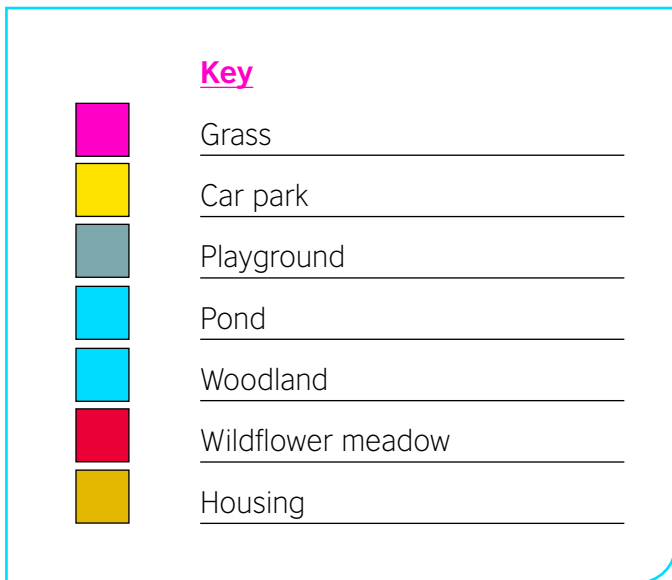 Key
Grass
Car park
Playground
Pond
Woodland
Wildflower meadow
Housing